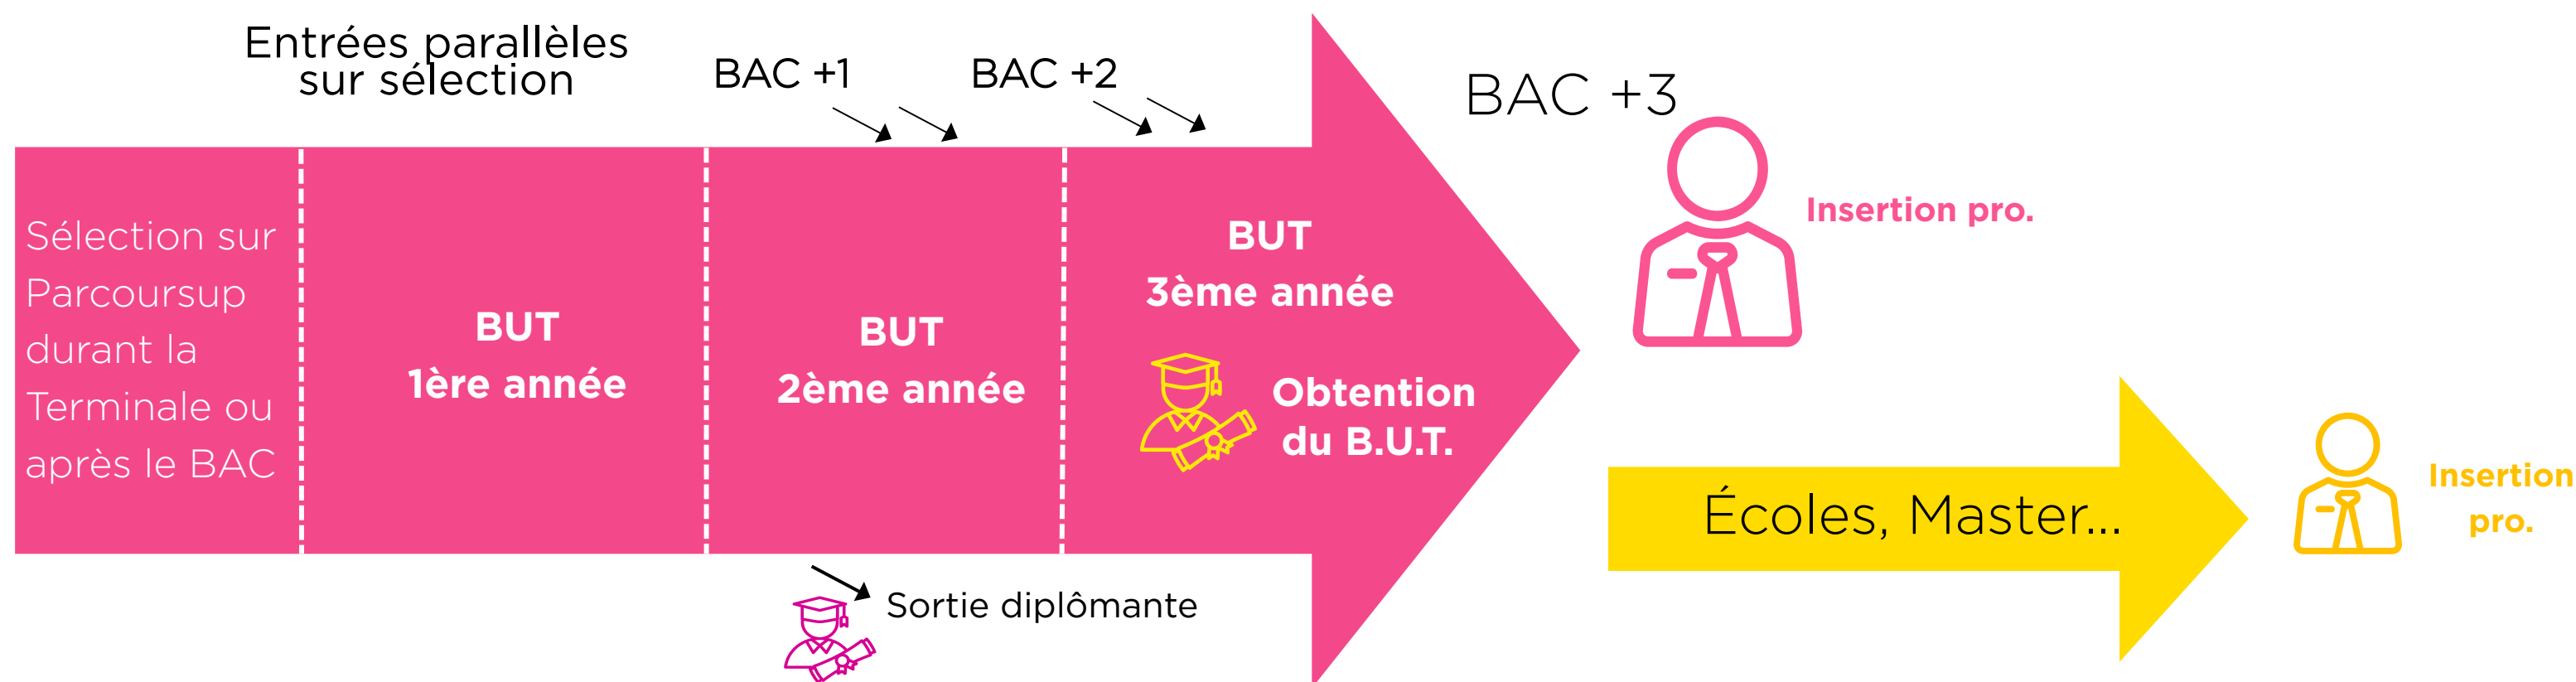 Entrées parallèles
sur sélection
BAC +1
BAC +2
BAC +3
Sélection sur
Parcoursup
durant la
Terminale ou
après le BAC
BUT
1ère année
BUT
2ème année
BUT
3ème année
Obtention
du B.U.T.
Insertion pro.
Écoles, Master...
Insertion
pro.
Sortie diplômante